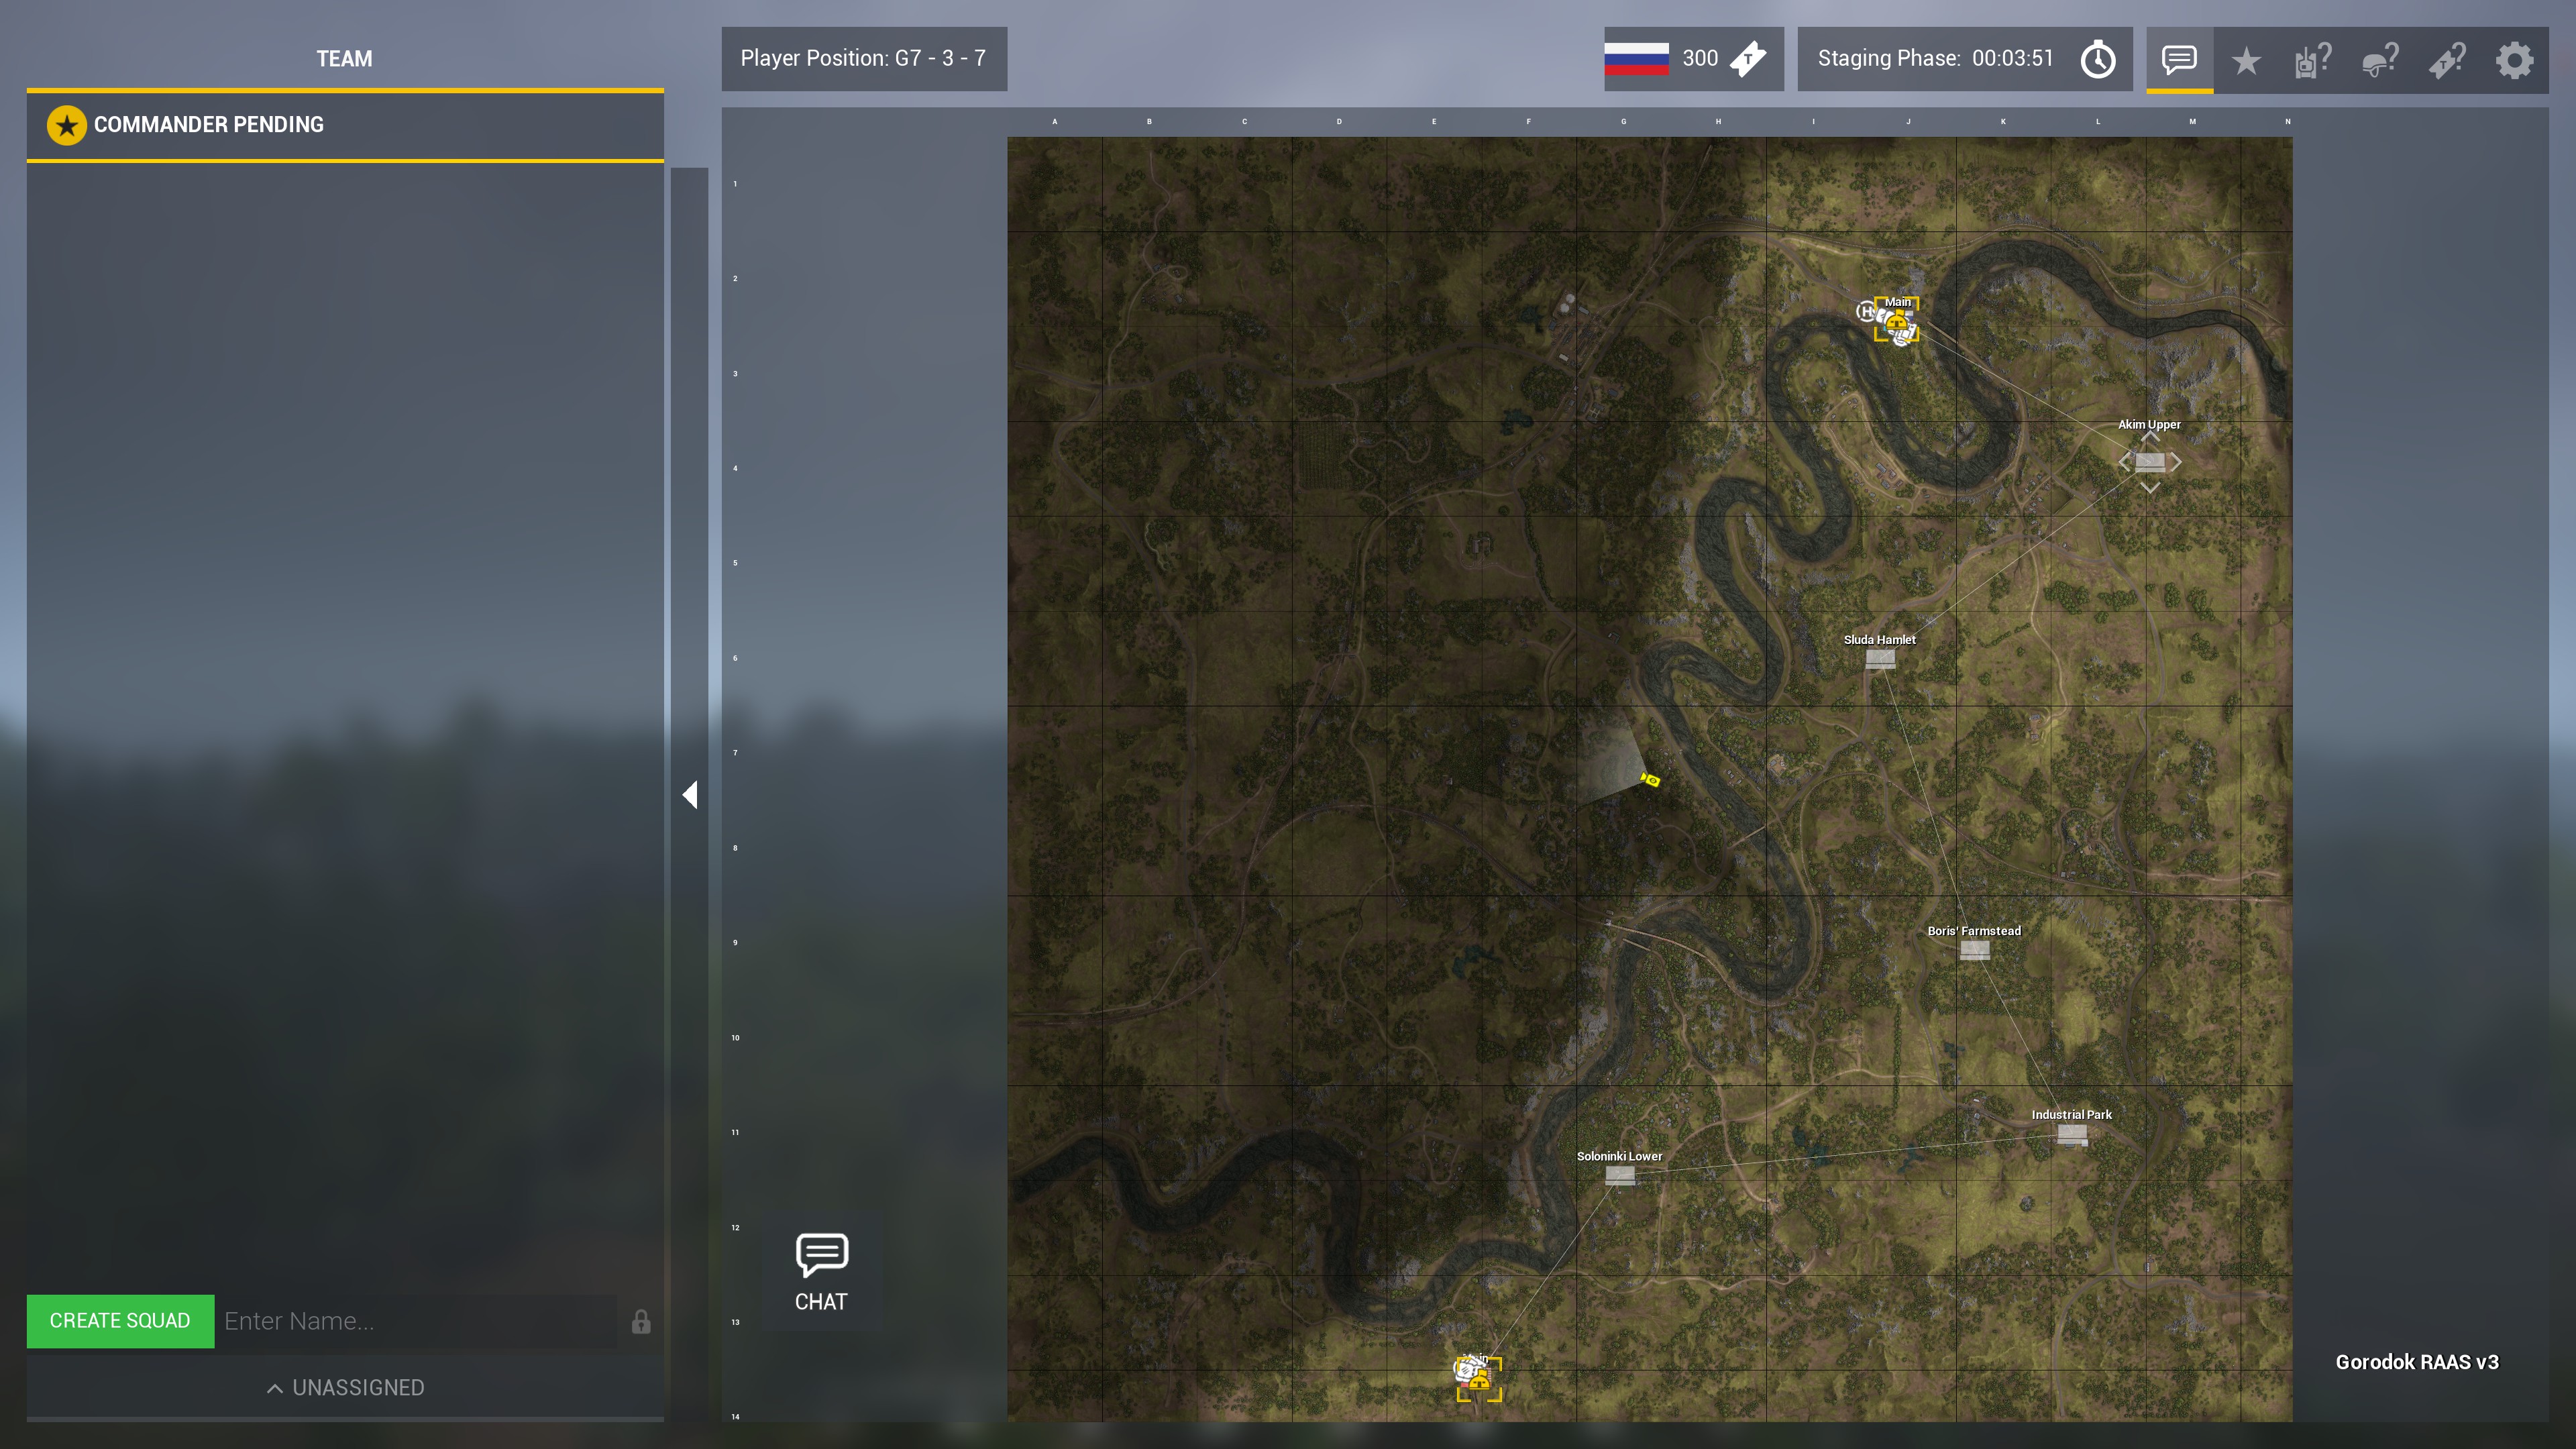 TEAM
Player Position: G7 - 3 - 7
300
Staging Phase: 00:03:51
COMMANDER PENDING
A B C D E F G H I J K L M N
1
2
Main
3
Akim Upper
4
5
6
Sluda Hamlet
7
8
9
Boris' Farmstead
10
Industrial Park
11
Soloninki Lower
12
CHAT
13
CREATE SQUAD Enter Name...
Gorodok RAAS v3
UNASSIGNED
14